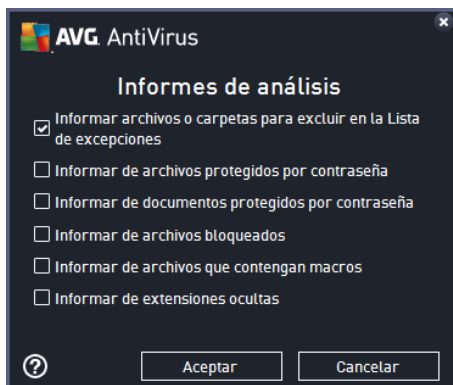 AVG. AntiVirus
Informes de análisis
Informar archivos o carpetas para excluir en la Lista
de excepciones
Informar de archivos protegidos por contraseña
Informar de documentos protegidos por contraseña
Informar de archivos bloqueados
Informar de archivos que contengan macros
Informar de extensiones ocultas
? Aceptar Cancelar